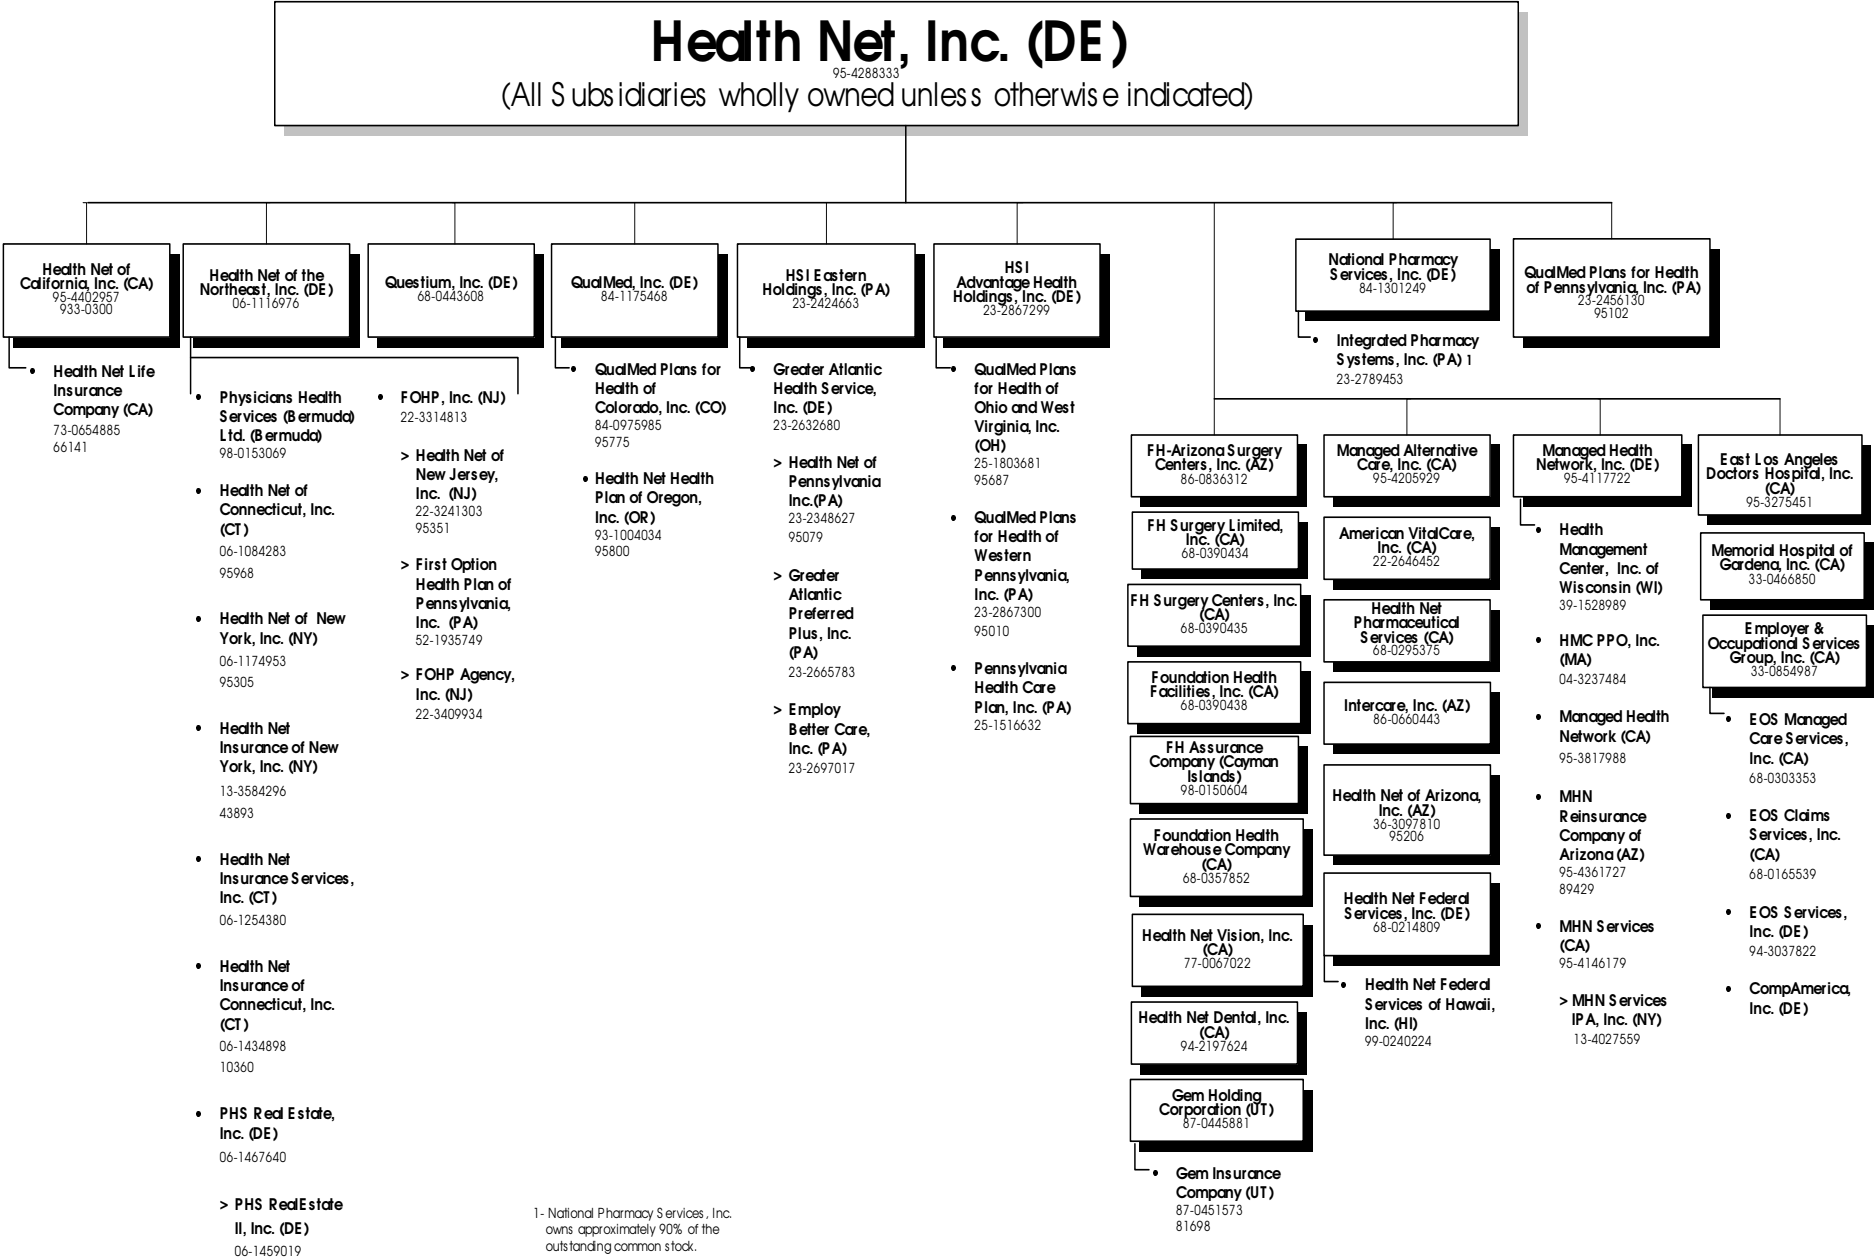 Health Net, Inc. (DE)
95-4288333
(All Subsidiaries wholly owned unless otherwise indicated)
Health Net of
California, Inc. (CA)
95-4402957
933-0300
Health Net Life
Insurance
Company (CA)
73-0654885
66141
Health Net of the
Northeast, Inc. (DE)
06-1116976
• Physicians Health
Services (Bermuda)
Ltd. (Bermuda)
98-0153069
• Health Net of
Connecticut, Inc.
(CT)
06-1084283
95968
• Health Net of New
York, Inc. (NY)
06-1174953
95305
• Health Net
Insurance of New
York, Inc. (NY)
13-3584296
43893
• Health Net
Insurance Services,
Inc. (CT)
06-1254380
• Health Net
Insurance of
Connecticut, Inc.
(CT)
06-1434898
10360
• PHS Real Estate,
Inc. (DE)
06-1467640
> PHS Real Estate
II, Inc. (DE)
06-1459019
• FOHP, Inc. (NJ)
22-3314813
> Health Net of
New Jersey,
Inc. (NJ)
22-3241303
95351
> First Option
Health Plan of
Pennsylvania,
Inc. (PA)
52-1935749
> FOHP Agency,
Inc. (NJ)
22-3409934
Questium, Inc. (DE)
68-0443608
QualMed, Inc. (DE)
84-1175468
• QualMed Plans for
Health of
Colorado, Inc. (CO)
84-0975985
95775
• Health Net Health
Plan of Oregon,
Inc. (OR)
93-1004034
95800
HSI Eastern
Holdings, Inc. (PA)
23-2424663
• Greater Atlantic
Health Service,
Inc. (DE)
23-2632680
> Health Net of
Pennsylvania
Inc.(PA)
23-2348627
95079
> Greater
Atlantic
Preferred
Plus, Inc.
(PA)
23-2665783
> Employ
Better Care,
Inc. (PA)
23-2697017
HSI
Advantage Health
Holdings, Inc. (DE)
23-2867299
• QualMed Plans
for Health of
Ohio and West
Virginia, Inc.
(OH)
25-1803681
95687
• QualMed Plans
for Health of
Western
Pennsylvania,
Inc. (PA)
23-2867300
95010
• Pennsylvania
Health Care
Plan, Inc. (PA)
25-1516632
National Pharmacy
Services, Inc. (DE)
84-1301249
• Integrated Pharmacy
Systems, Inc. (PA) 1
23-2789453
QualMed Plans for Health
of Pennsylvania, Inc. (PA)
23-2456130
95102
FH-Arizona Surgery
Centers, Inc. (AZ)
86-0836312
FH Surgery Limited,
Inc. (CA)
68-0390434
FH Surgery Centers, Inc.
(CA)
68-0390435
Foundation Health
Facilities, Inc. (CA)
68-0390438
FH Assurance
Company (Cayman
Islands)
98-0150604
Foundation Health
Warehouse Company
(CA)
68-0357852
Health Net Vision, Inc.
(CA)
77-0067022
Health Net Dental, Inc.
(CA)
94-2197624
Gem Holding
Corporation (UT)
87-0445881
• Gem Insurance
Company (UT)
87-0451573
81698
Managed Alternative
Care, Inc. (CA)
95-4205929
American VitalCare,
Inc. (CA)
22-2646452
Health Net
Pharmaceutical
Services (CA)
68-0295375
Intercare, Inc. (AZ)
86-0660443
Health Net of Arizona,
Inc. (AZ)
36-3097810
95206
Health Net Federal
Services, Inc. (DE)
68-0214809
• Health Net Federal
Services of Hawaii,
Inc. (HI)
99-0240224
Managed Health
Network, Inc. (DE)
95-4117722
• Health
Management
Center, Inc. of
Wisconsin (WI)
39-1528989
• HMC PPO, Inc.
(MA)
04-3237484
• Managed Health
Network (CA)
95-3817988
• MHN
Reinsurance
Company of
Arizona (AZ)
95-4361727
89429
• MHN Services
(CA)
95-4146179
> MHN Services
IPA, Inc. (NY)
13-4027559
East Los Angeles
Doctors Hospital, Inc.
(CA)
95-3275451
Memorial Hospital of
Gardena, Inc. (CA)
33-0466850
Employer &
Occupational Services
Group, Inc. (CA)
33-0854987
• EOS Managed
Care Services,
Inc. (CA)
68-0303353
• EOS Claims
Services, Inc.
(CA)
68-0165539
• EOS Services,
Inc. (DE)
94-3037822
• CompAmerica,
Inc. (DE)
1- National Pharmacy Services, Inc.
owns approximately 90% of the
outstanding common stock.